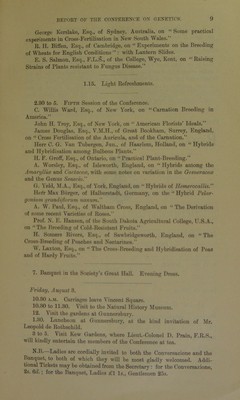 REPORT OF THE CONFERENCE ON GENETICS 9
George Kerslake, Esq., of Sydney, Australia, on "Some practical
experiments in Cross-Fertilisation in New South Wales."
R. H. Biffen, Esq., of Cambridge, on "Experiments on the Breeding
of Wheats for English Conditions": with Lantern Slides.
E. S. Salmon, Esq., F.L.S., of the College, Wye, Kent, on "Raising
Strains of Plants resistant to Fungus Disease."
1.15. Light Refreshments.
2.00 to 5. FIFTH Session of the Conference.
C. Willis Ward, Esq., of New York, on "Carnation Breeding in
America."
John H. Troy, Esq., of New York, on "American Florists' Ideals."
James Douglas, Esq., V.M.H., of Great Bookham, Surrey, England,
on "Cross Fertilisation of the Auricula, and of the Carnation."
Herr C. G. Van Tubergen, Jun., of Haarlem, Holland, on "Hybrids
and Hybridisation among Bulbous Plants."
H. F. Groff, Esq., of Ontario, on "Practical Plant-Breeding."
A. Worsley, Esq., of Isleworth, England, on "Hybrids among the
Amaryllis and Cactaceæ, with some notes on variation in the Gesneraceæ
and the Genus Senecio."
G. Yeld, M.A., Esq., of York, England, on "Hybrids of Hemerocallis."
Herr Max Bürger, of Halberstadt, Germany, on the "Hybrid Pelar-
gonium grandiflorum nanum."
A. W. Paul, Esq., of Waltham Cross, England, on "The Derivation
of some recent Varieties of Roses."
Prof. N. E. Hansen, of the South Dakota Agricultural College, U.S.A.,
on "The Breeding of Cold-Resistant Fruits."
H. Somers Rivers, Esq., of Sawbridgeworth, England, on "The
Cross-Breeding of Peaches and Nectarines."
W. Laxton, Esq., on "The Cross-Breeding and Hybridisation of Peas
and of Hardy Fruits."
7. Banquet in the Society's Great Hall. Evening Dress.
Friday, August 3.
10.30 A.M. Carriages leave Vincent Square.
10.30 to 11.30. Visit to the Natural History Museum.
12. Visit the gardens at Gunnersbury.
1.30. Luncheon at Gunnersbury, at the kind invitation of Mr.
Leopold de Rothschild.
3 to 5. Visit Kew Gardens, where Lieut.-Colonel D. Prain, F.R.S.,
will kindly entertain the members of the Conference at tea.
N.B.—Ladies are cordially invited to both the Conversazione and the
Banquet, to both of which they will be most gladly welcomed. Addi-
tional Tickets may be obtained from the Secretary: for the Conversazione,
for the Banquet, Ladies £1 1s., Gentlemen